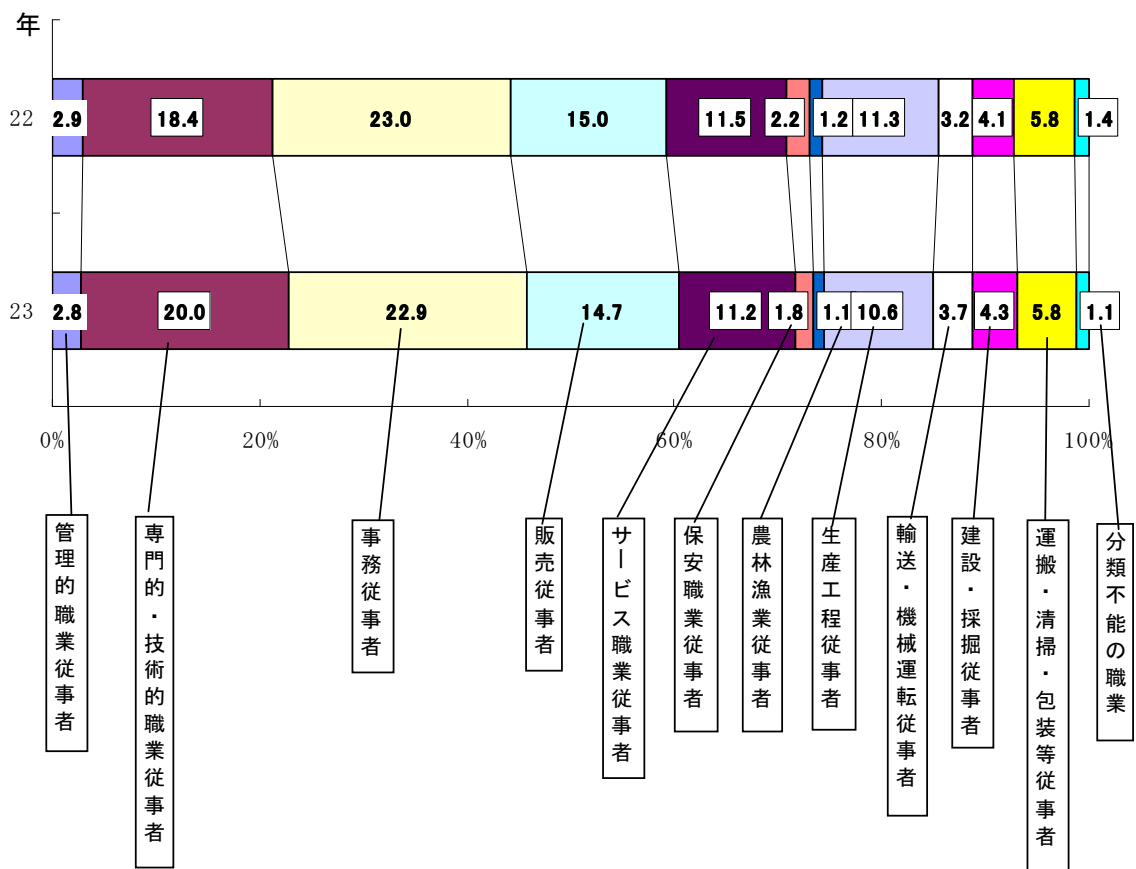 年
22
2.9
18.4
23.0
15.0
11.5
2.2
1.2
11.3
3.2
4.1
5.8
1.4
23
2.8
20.0
22.9
14.7
11.2
1.8
1.1
10.6
3.7
4.3
5.8
1.1
0%
20%
40%
60%
80%
100%
管理的職業従事者
専門的・技術的職業従事者
事務従事者
販売従事者
サービス職業従事者
保安職業従事者
農林漁業従事者
生産工程従事者
輸送・機械運転従事者
建設・採掘従事者
運搬・清掃・包装等従事者
分類不能の職業